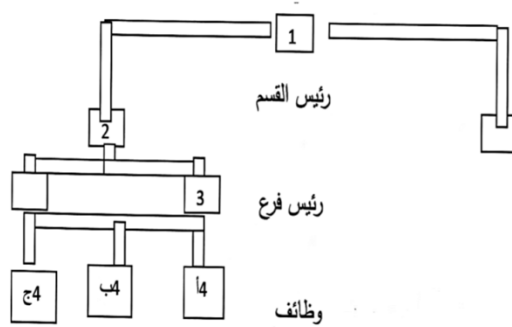 1
رئيس القسم
2
رئيس فرع
3
وظائف
4أ
4ب
4ج